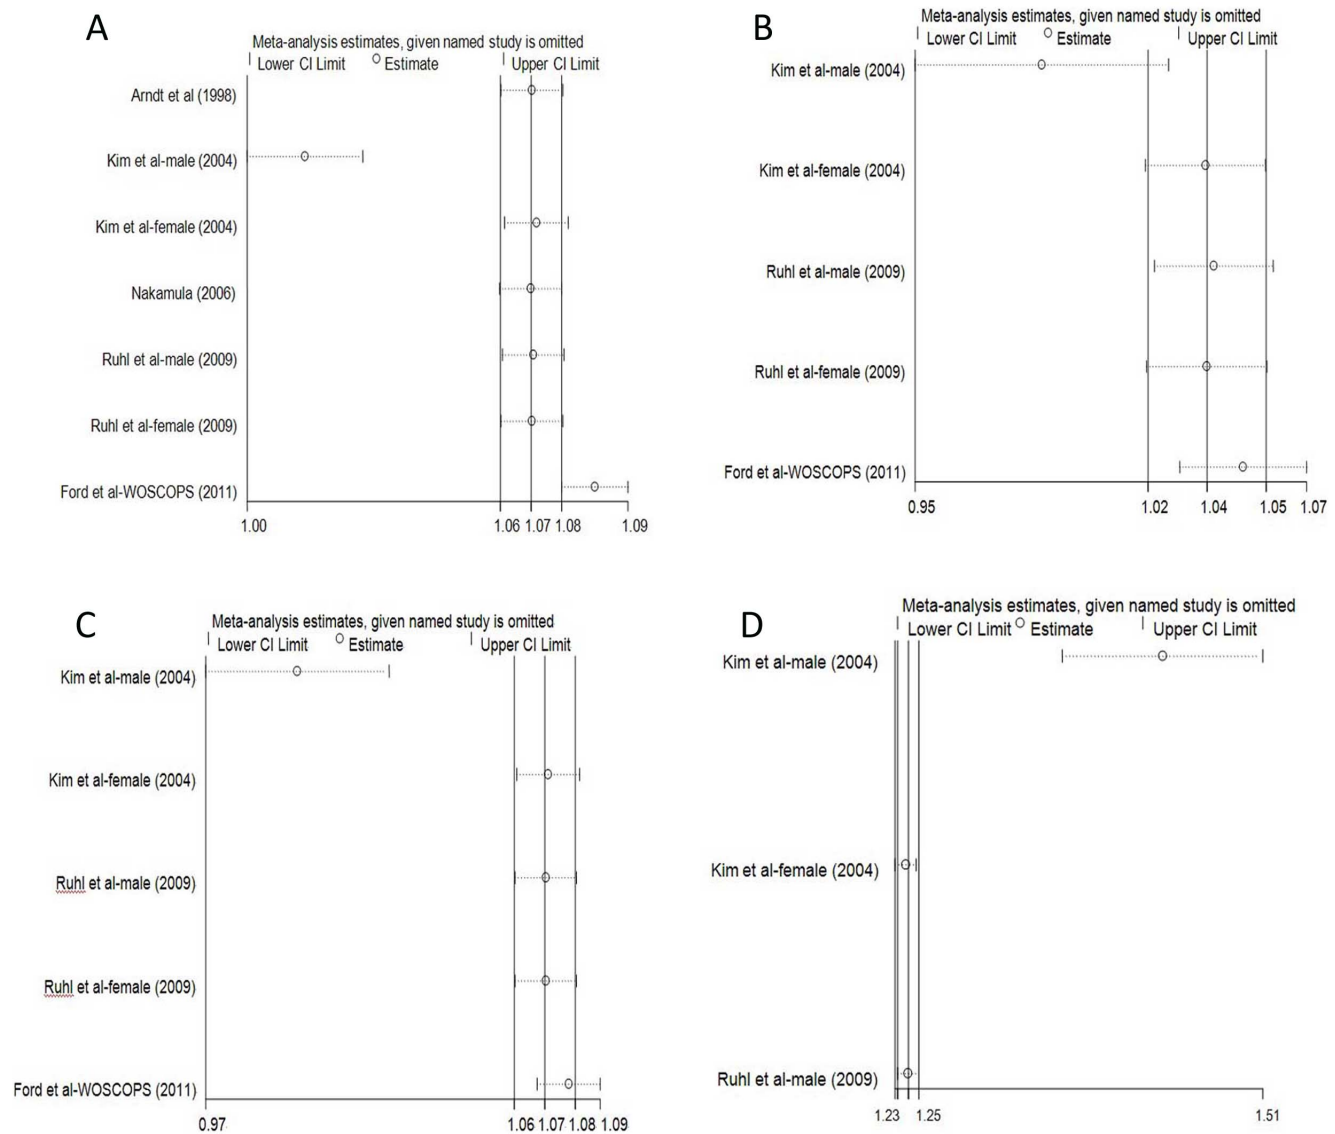 A
Meta-analysis estimates, given named study is omitted
Lower CI Limit Estimate Upper CI Limit
Arndt et al (1998)
Kim et al-male (2004)
Kim et al-female (2004)
Nakamula (2006)
Ruhl et al-male (2009)
Ruhl et al-female (2009)
Ford et al-WOSCOPS (2011)
1.00 1.06 1.07 1.08 1.09
B
Meta-analysis estimates, given named study is omitted
Lower CI Limit Estimate Upper CI Limit
Kim et al-male (2004)
Kim et al-female (2004)
Ruhl et al-male (2009)
Ruhl et al-female (2009)
Ford et al-WOSCOPS (2011)
0.95 1.02 1.04 1.05 1.07
C
Meta-analysis estimates, given named study is omitted
Lower CI Limit Estimate Upper CI Limit
Kim et al-male (2004)
Kim et al-female (2004)
Ruhl et al-male (2009)
Ruhl et al-female (2009)
Ford et al-WOSCOPS (2011)
0.97 1.06 1.07 1.08 1.09
D
Meta-analysis estimates, given named study is omitted
Lower CI Limit Estimate Upper CI Limit
Kim et al-male (2004)
Kim et al-female (2004)
Ruhl et al-male (2009)
1.23 1.25 1.51